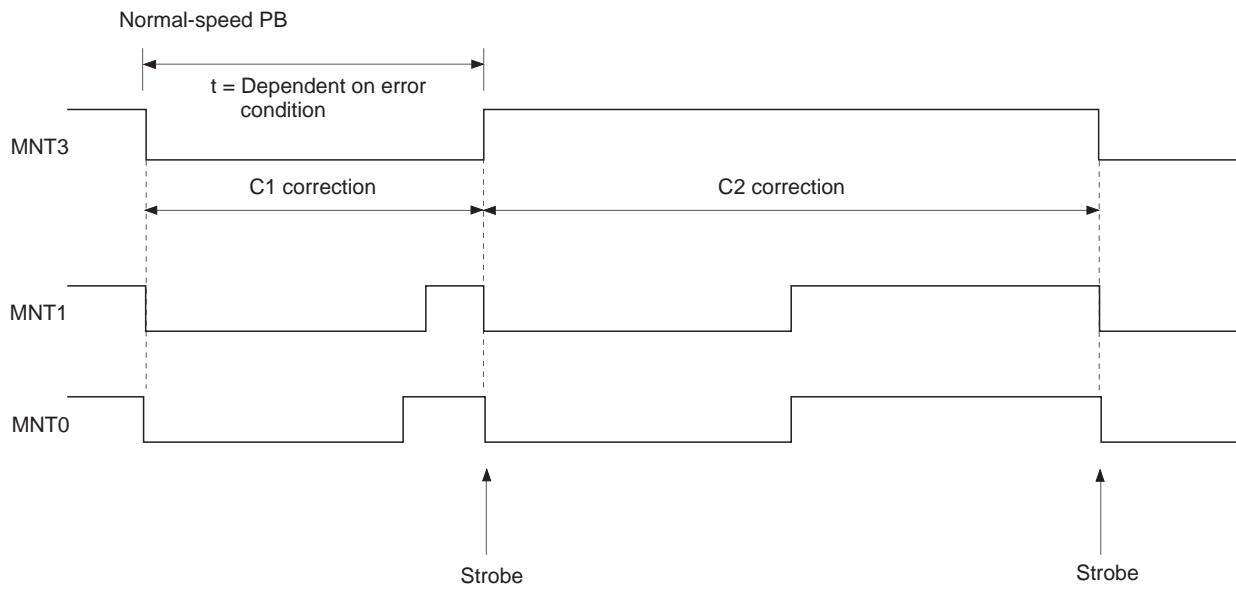 Normal-speed PB
t = Dependent on error
condition
MNT3
C1 correction
C2 correction
MNT1
MNT0
Strobe
Strobe